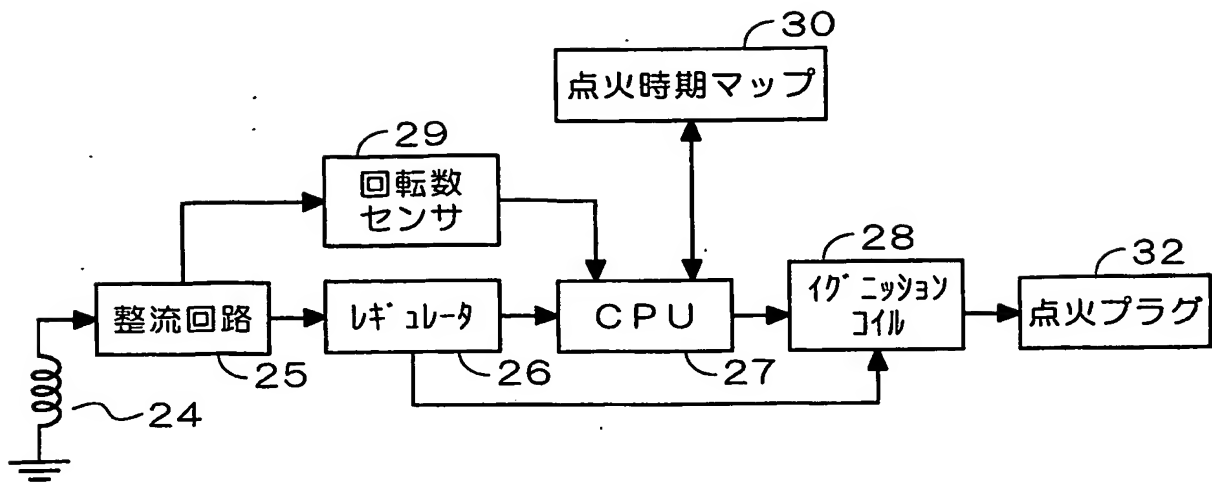 30
点火時期マップ
29
回転数
センサ
28
32
整流回路
レギュレータ
CPU
イグニッション
コイル
点火プラグ
25
26
27
24